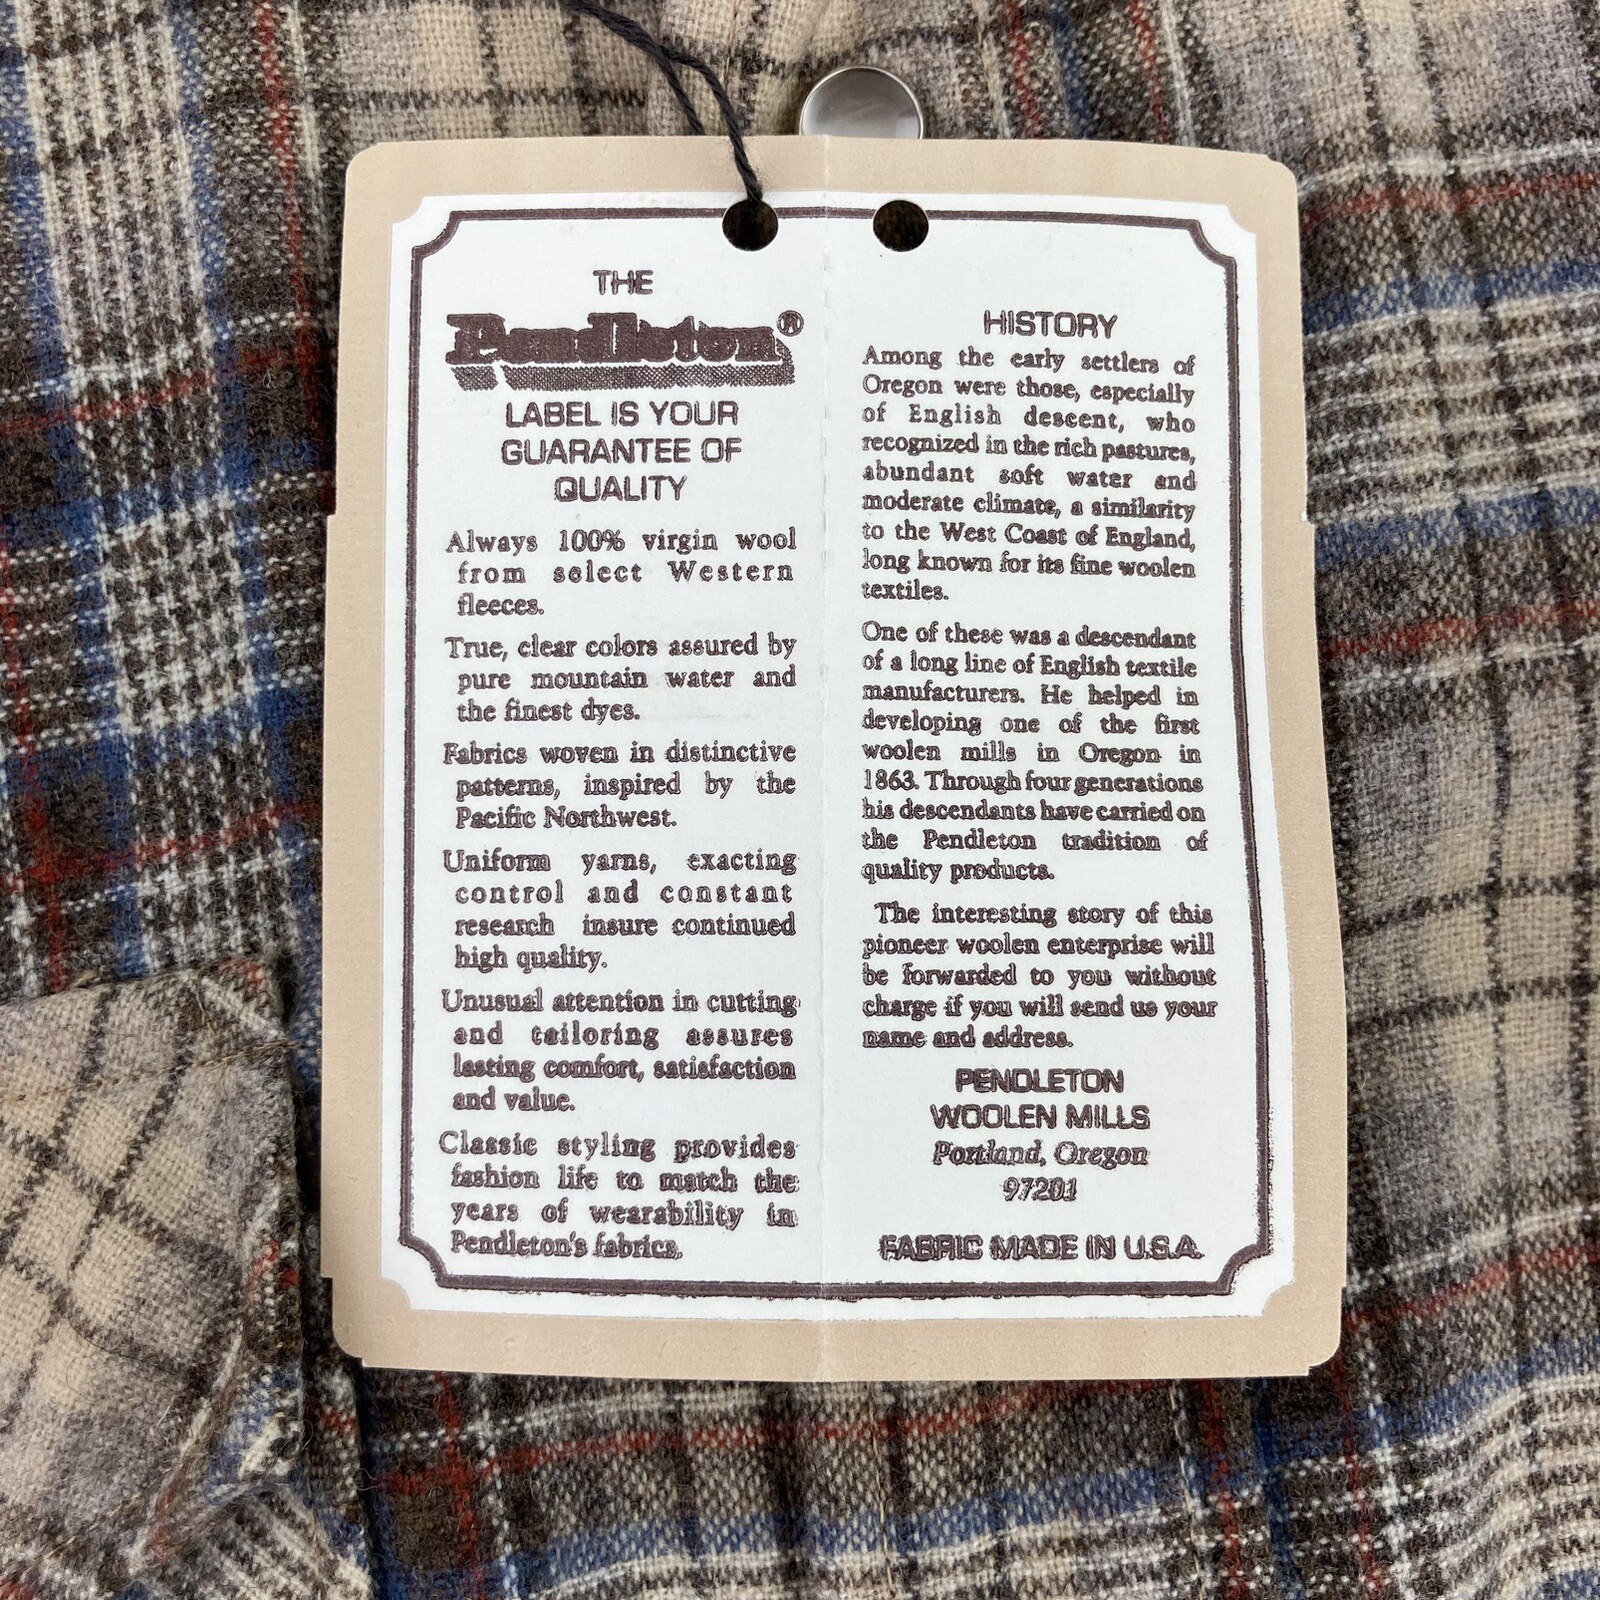 THE
Pendleton®
LABEL IS YOUR
GUARANTEE OF
QUALITY
Always 100% virgin wool
from select Western
fleeces.
True, clear colors assured by
pure mountain water and
the finest dyes.
Fabrics woven in distinctive
patterns, inspired by the
Pacific Northwest.
Uniform yarns, exacting
control and constant
research insure continued
high quality.
Unusual attention in cutting
and tailoring assures
lasting comfort, satisfaction
and value.
Classic styling provides
fashion life to match the
years of wearability in
Pendleton's fabrics.
HISTORY
Among the early settlers of
Oregon were those, especially
of English descent, who
recognized in the rich pastures,
abundant soft water and
moderate climate, a similarity
to the West Coast of England,
long known for its fine woolen
textiles.
One of these was a descendant
of a long line of English textile
manufacturers. He helped in
developing one of the first
woolen mills in Oregon in
1863. Through four generations
his descendants have carried on
the Pendleton tradition of
quality products.
The interesting story of this
pioneer woolen enterprise will
be forwarded to you without
charge if you will send us your
name and address.
PENDLETON
WOOLEN MILLS
Portland, Oregon
97201
FABRIC MADE IN U.S.A.